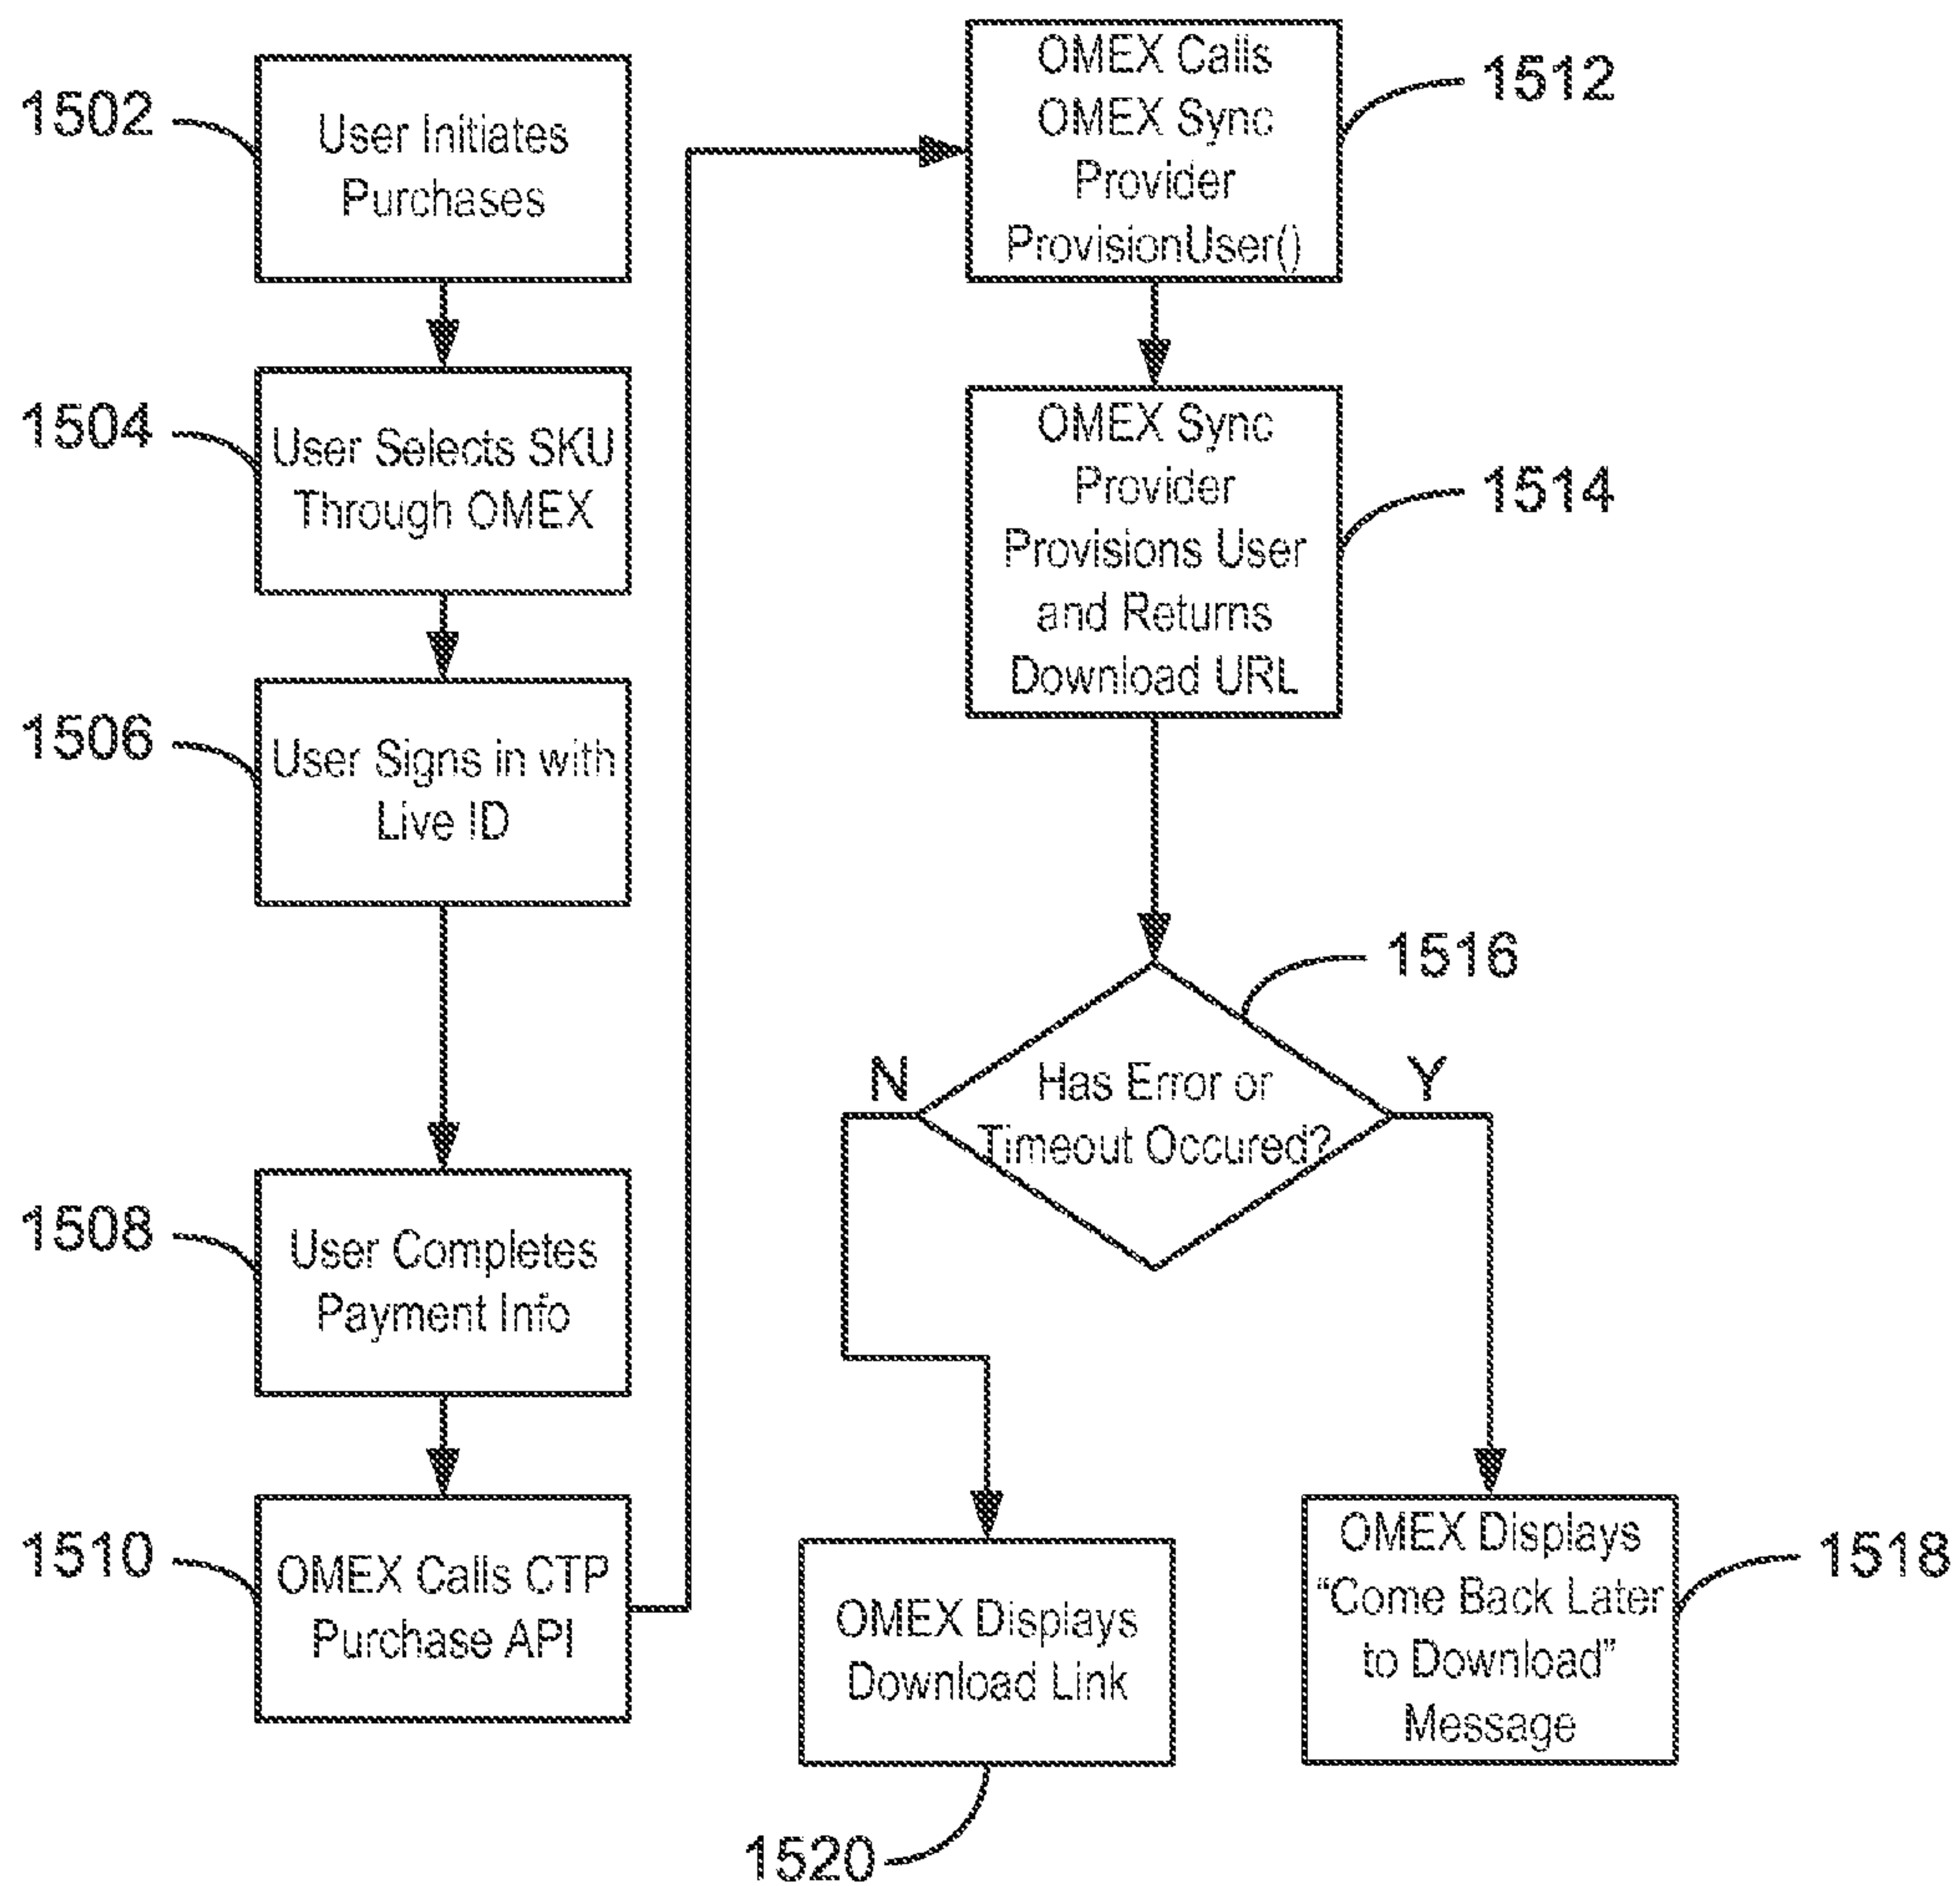 1502
User Initiates
Purchases
1504
User Selects SKU
Through OMEX
1506
User Signs in with
Live ID
1508
User Completes
Payment Info
1510
OMEX Calls CTP
Purchase API
OMEX Calls
OMEX Sync
Provider
ProvisionUser()
1512
OMEX Sync
Provider
Provisions User
and Returns
Download URL
1514
1516
Has Error or
Timeout Occured?
N
Y
OMEX Displays
Download Link
1520
OMEX Displays
“Come Back Later
to Download”
Message
1518